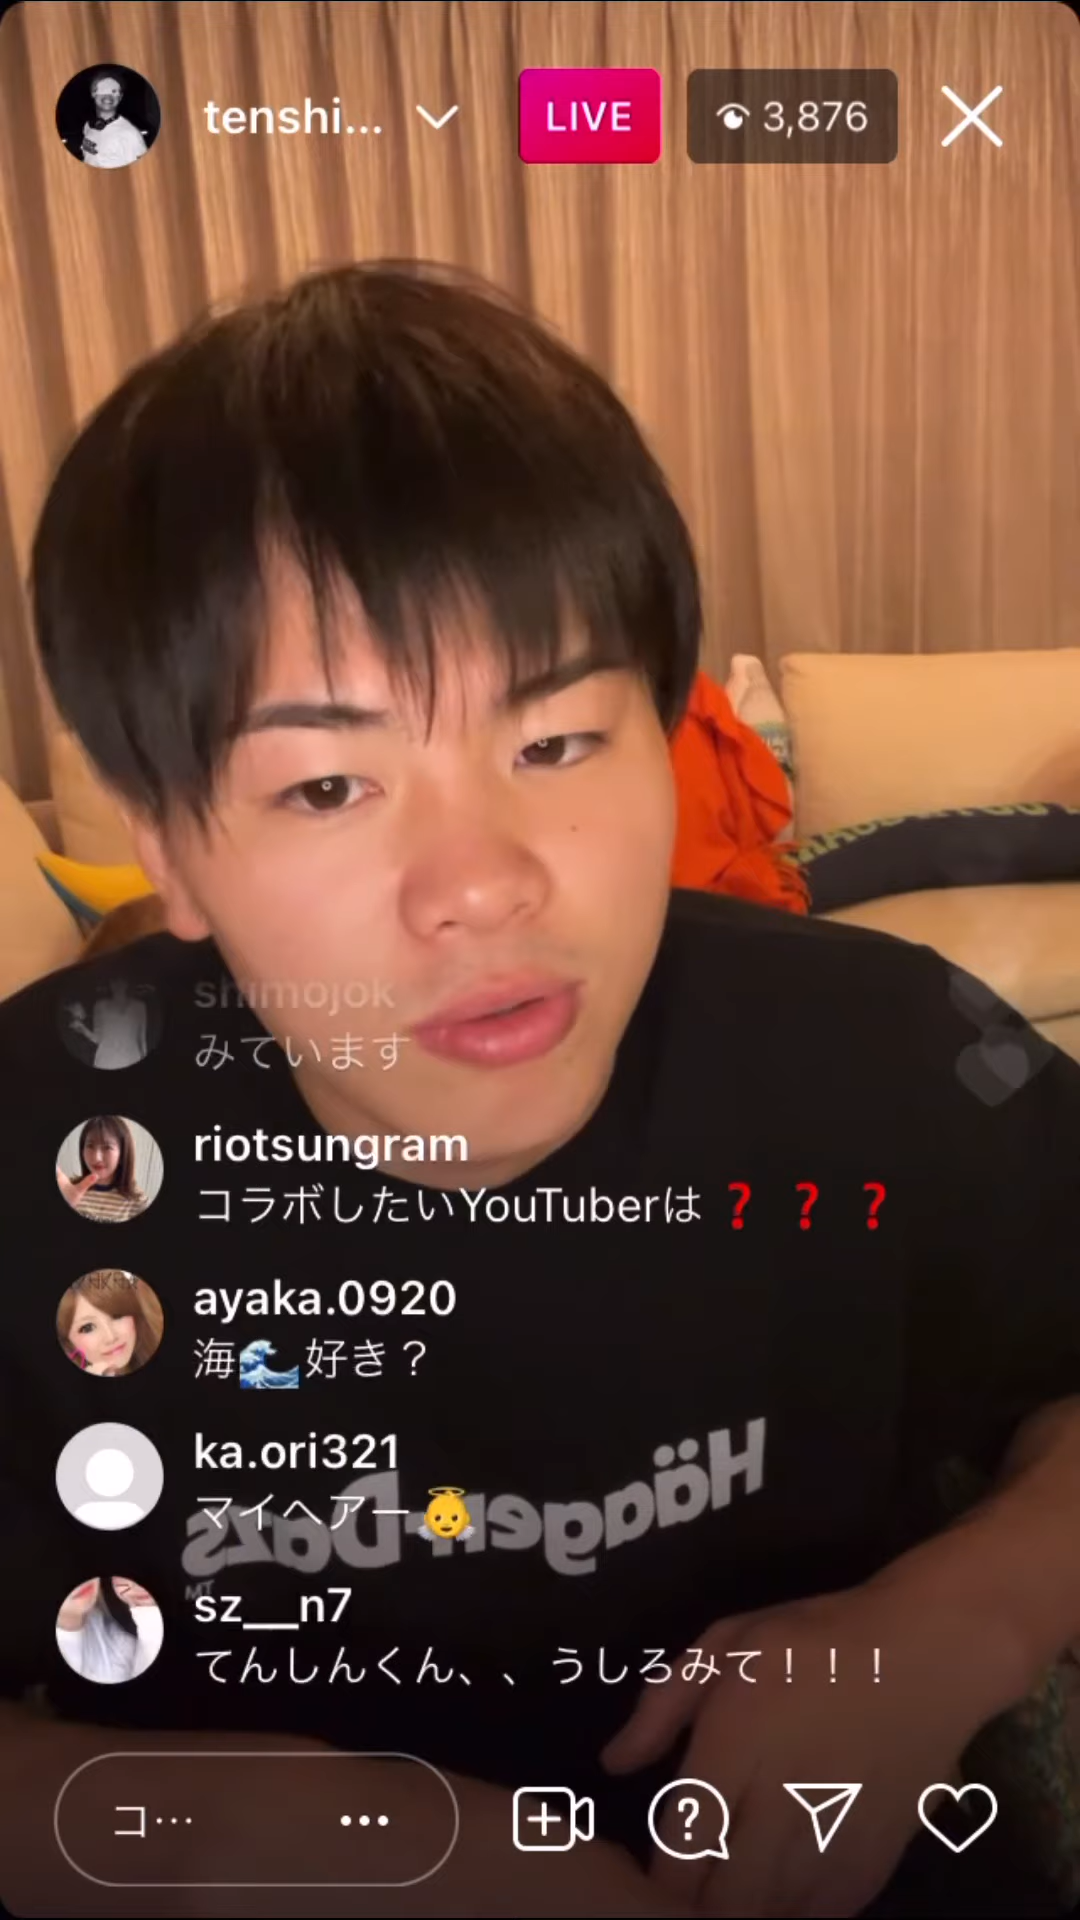 tenshi...
LIVE
3,876
shimojok
みています
riotsungram
コラボしたいYouTuberは❓❓❓
ayaka.0920
海🌊好き？
ka.ori321
マイヘアー👼
Häagen-Dazs
TM
sz__n7
てんしんくん、、うしろみて！！！
コ…